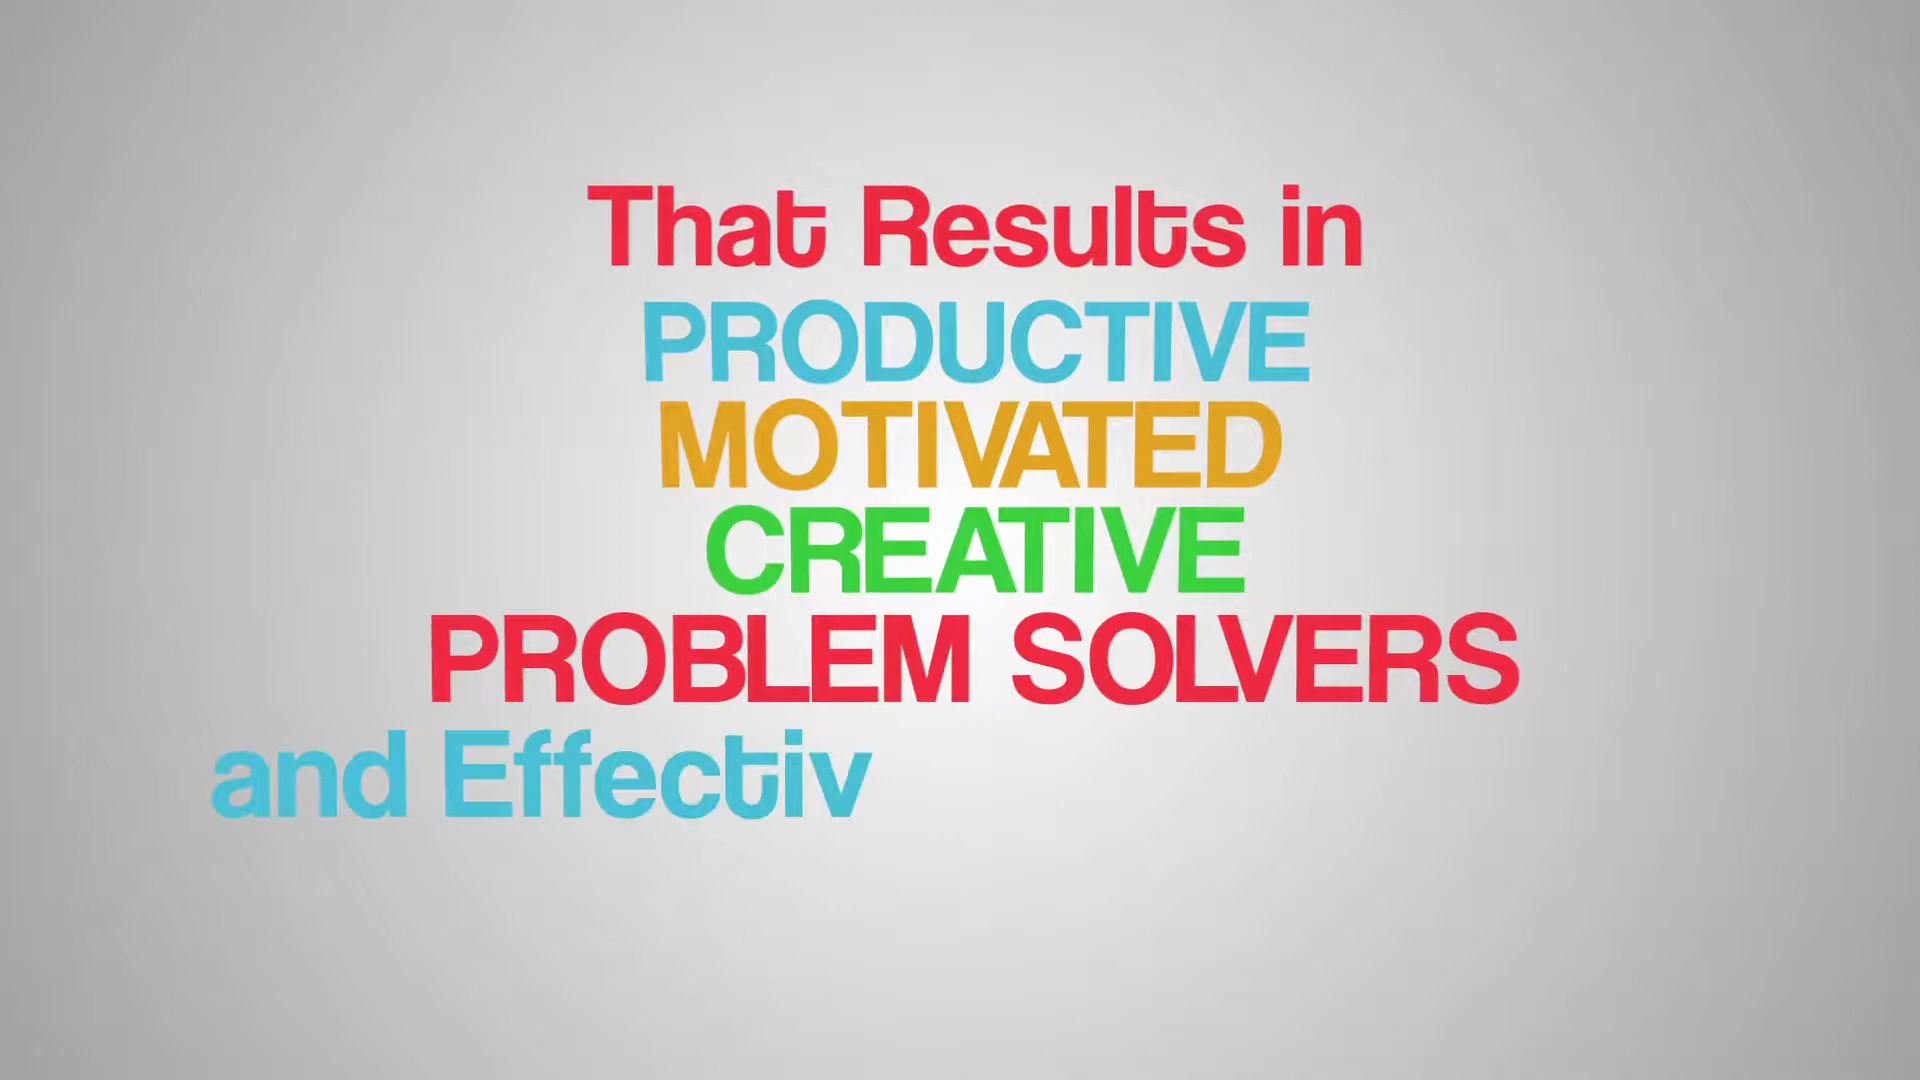 That Results in
PRODUCTIVE
MOTIVATED
CREATIVE
PROBLEM SOLVERS
and Effectiv